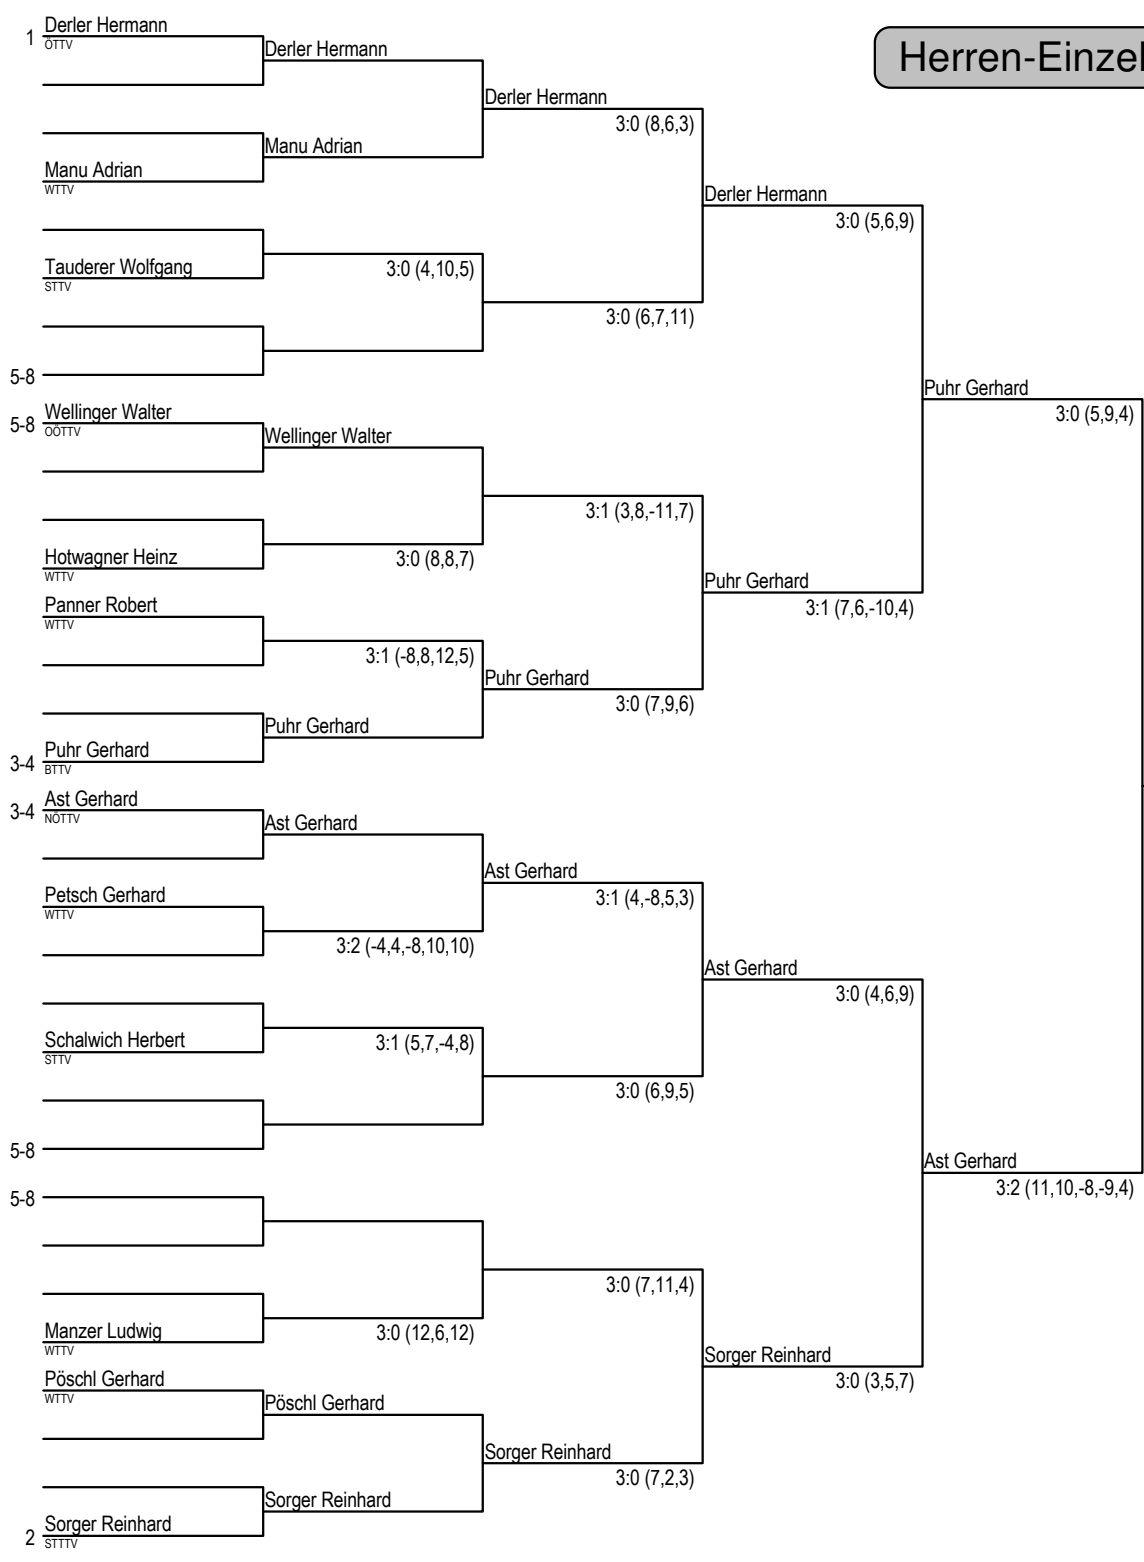 Herren-Einzel
1 Derler Hermann
ÖTTV
Derler Hermann
Derler Hermann
3:0 (8,6,3)
Manu Adrian
Manu Adrian
WTTV
Derler Hermann
3:0 (5,6,9)
Tauderer Wolfgang
STTV
3:0 (4,10,5)
3:0 (6,7,11)
5-8
Puhr Gerhard
3:0 (5,9,4)
5-8 Wellinger Walter
OÖTTV
Wellinger Walter
3:1 (3,8,-11,7)
Hotwagner Heinz
WTTV
3:0 (8,8,7)
Puhr Gerhard
3:1 (7,6,-10,4)
Panner Robert
WTTV
3:1 (-8,8,12,5)
Puhr Gerhard
3:0 (7,9,6)
Puhr Gerhard
3-4 Puhr Gerhard
BTTV
3-4 Ast Gerhard
NÖTTV
Ast Gerhard
Ast Gerhard
3:1 (4,-8,5,3)
Petsch Gerhard
WTTV
3:2 (-4,4,-8,10,10)
Ast Gerhard
3:0 (4,6,9)
Schalwich Herbert
STTV
3:1 (5,7,-4,8)
3:0 (6,9,5)
5-8
Ast Gerhard
3:2 (11,10,-8,-9,4)
5-8
3:0 (7,11,4)
Manzer Ludwig
WTTV
3:0 (12,6,12)
Sorger Reinhard
3:0 (3,5,7)
Pöschl Gerhard
WTTV
Pöschl Gerhard
Sorger Reinhard
3:0 (7,2,3)
Sorger Reinhard
2 Sorger Reinhard
STTTV